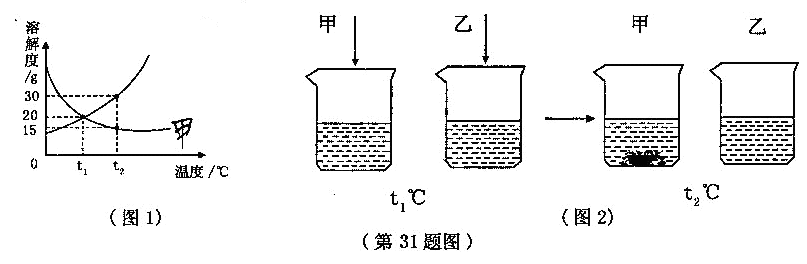 溶解度/g
30
20
15
0
t₁
t₂
温度/℃
甲
(图1)
甲
乙
甲
乙
t₁℃
(图2)
t₂℃
(第31题图)